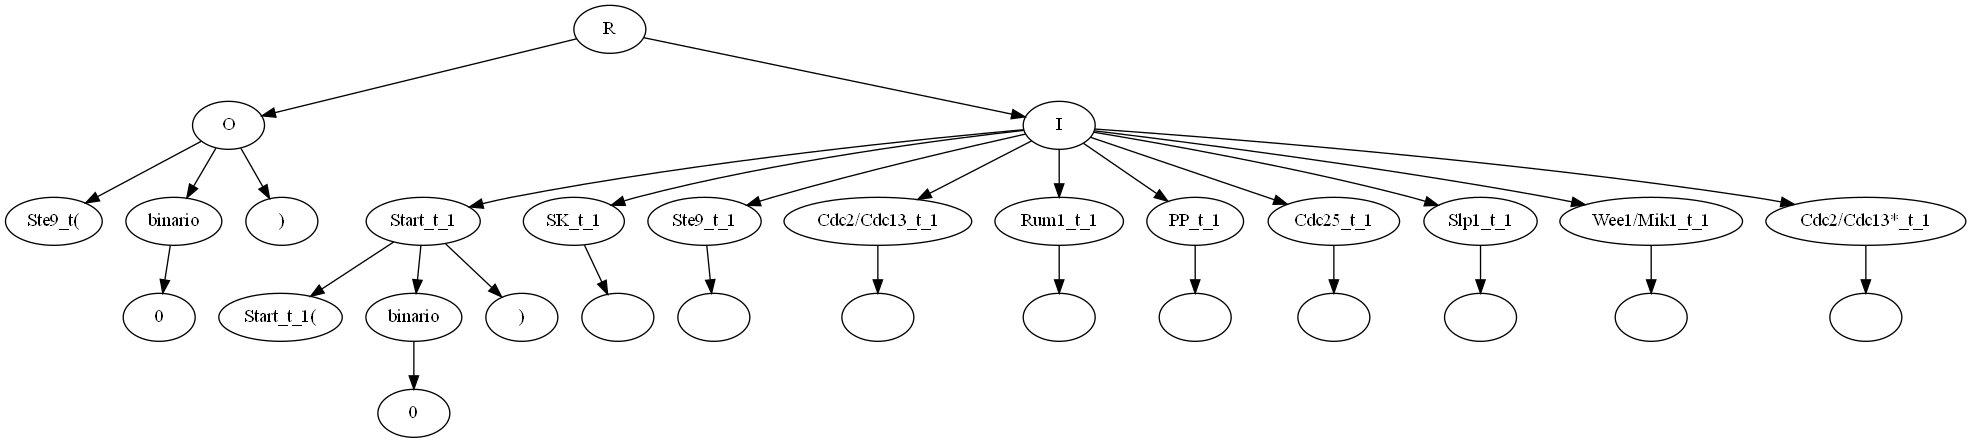 R
O
I
Ste9_t(
binario
)
Start_t_1
SK_t_1
Ste9_t_1
Cdc2/Cdc13_t_1
Rum1_t_1
PP_t_1
Cdc25_t_1
Slp1_t_1
Wee1/Mik1_t_1
Cdc2/Cdc13*_t_1
0
Start_t_1(
binario
)
0